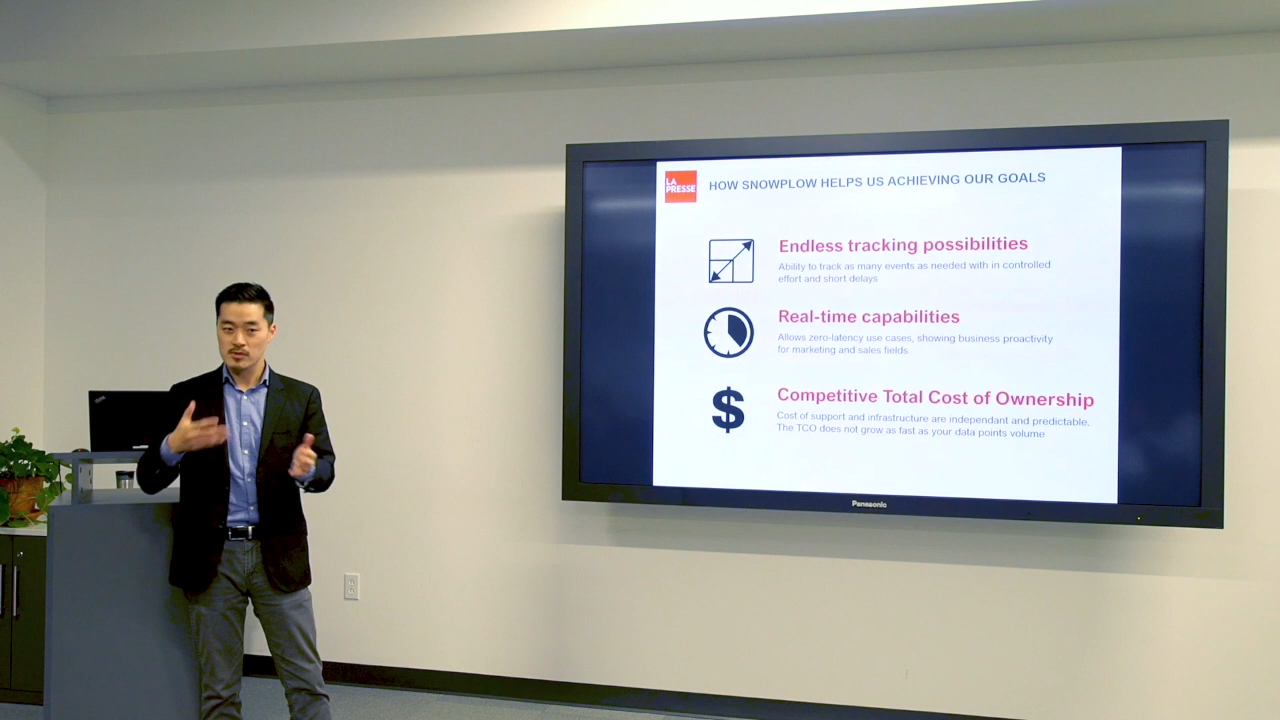 LA
PRESSE
HOW SNOWPLOW HELPS US ACHIEVING OUR GOALS
Endless tracking possibilities
Ability to track as many events as needed with in controlled
effort and short delays
Real-time capabilities
Allows zero-latency use cases, showing business proactivity
for marketing and sales fields
$
Competitive Total Cost of Ownership
Cost of support and infrastructure are independant and predictable.
The TCO does not grow as fast as your data points volume
Panasonic